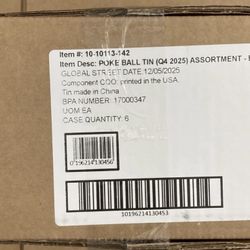 Item #: 10-10113-142
Item Desc: POKE BALL TIN (Q4 2025) ASSORTMENT -
GLOBAL STREET DATE:12/05/2025
Component COO: printed in the USA.
Tin made in China
BPA NUMBER: 17000347
UOM EA
CASE QUANTITY: 6
0196214130456
10196214130453